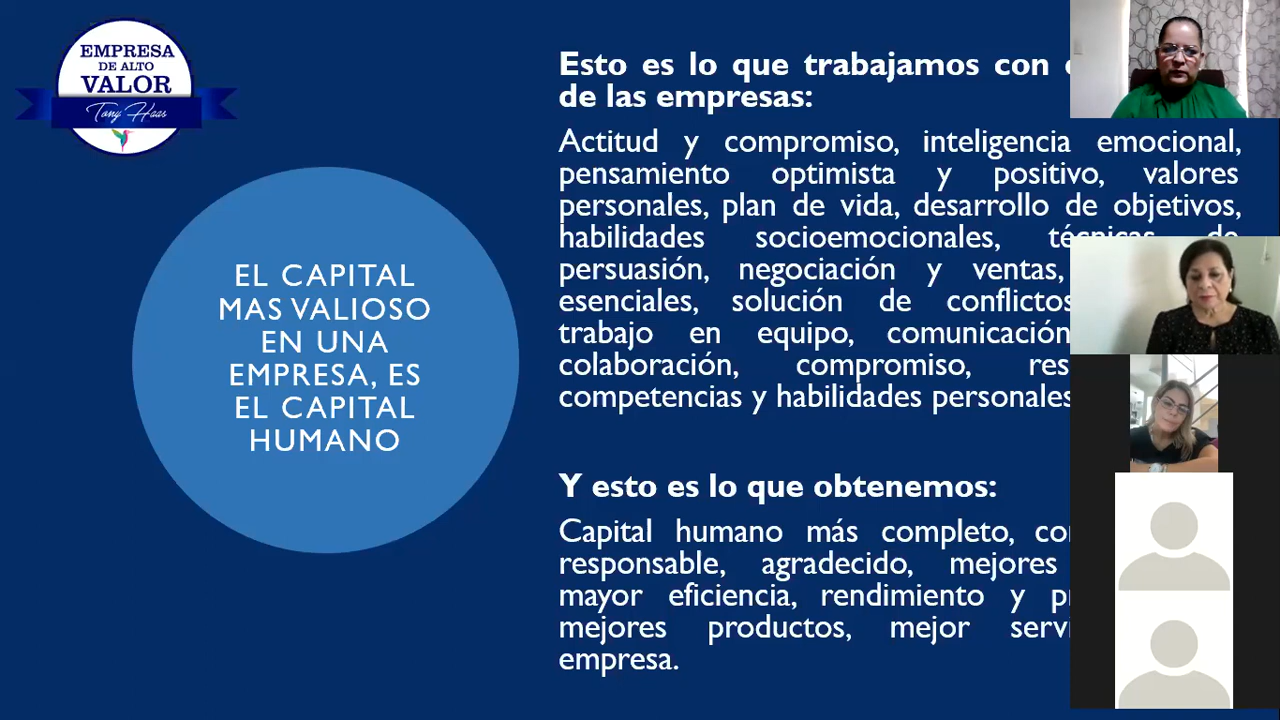 EMPRESA
DE ALTO
VALOR
Tony Haas
EL CAPITAL
MAS VALIOSO
EN UNA
EMPRESA, ES
EL CAPITAL
HUMANO
Esto es lo que trabajamos con
de las empresas:
Actitud y compromiso, inteligencia emocional,
pensamiento optimista y positivo, valores
personales, plan de vida, desarrollo de objetivos,
habilidades socioemocionales, técnicas de
persuasión, negociación y ventas,
esenciales, solución de conflictos
trabajo en equipo, comunicación
colaboración, compromiso,
competencias y habilidades personales
Y esto es lo que obtenemos:
Capital humano más completo,
responsable, agradecido, mejores
mayor eficiencia, rendimiento y
mejores productos, mejor
empresa.